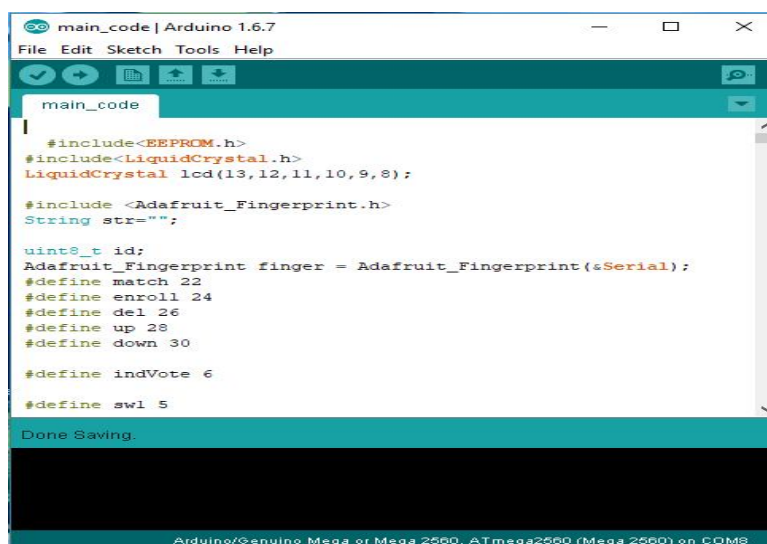 main_code | Arduino 1.6.7
File Edit Sketch Tools Help
main_code
#include<EEPROM.h>
#include<LiquidCrystal.h>
LiquidCrystal lcd(13,12,11,10,9,8);
#include <Adafruit_Fingerprint.h>
String str="";
uint8_t id;
Adafruit_Fingerprint finger = Adafruit_Fingerprint(&Serial);
#define match 22
#define enroll 24
#define del 26
#define up 28
#define down 30
#define indVote 6
#define sw1 5
Done Saving.
Arduino/Genuino Mega or Mega 2560, ATmega2560 (Mega 2560) on COM8